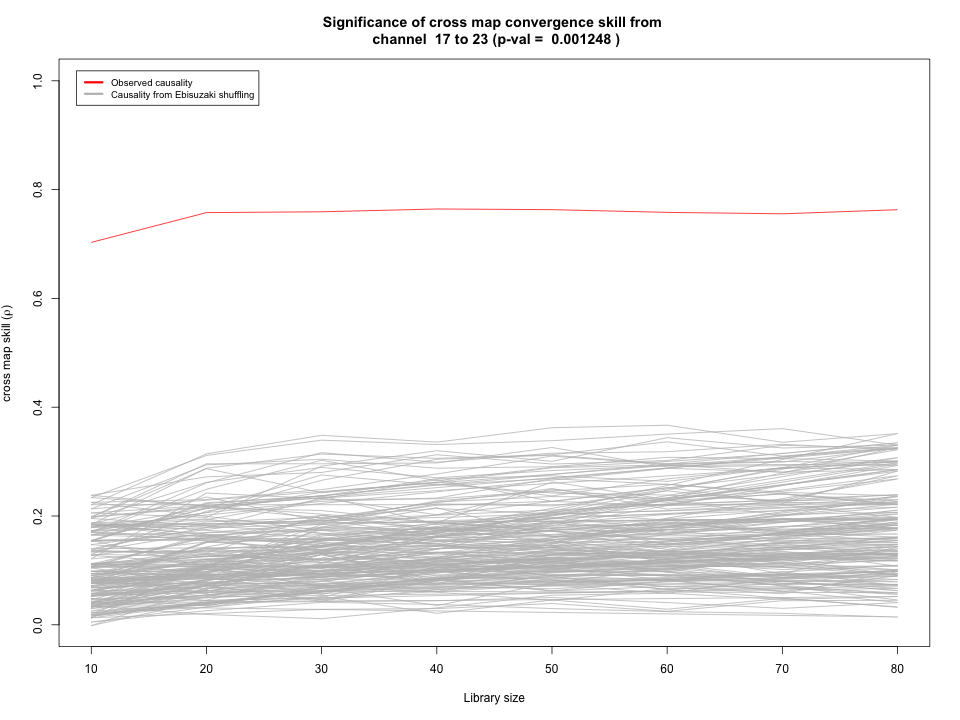 Significance of cross map convergence skill from
channel  17 to 23 (p-val =  0.001248 )
Observed causality
Causality from Ebisuzaki shuffling
cross map skill (ρ)
1.0
0.8
0.6
0.4
0.2
0.0
10 20 30 40 50 60 70 80
Library size